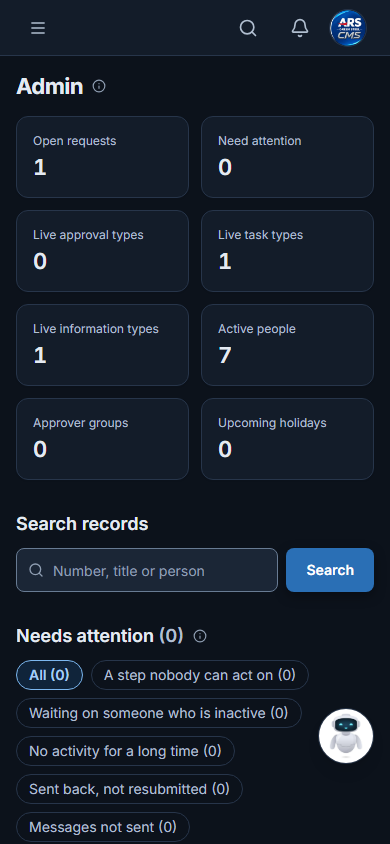 ARS
CMS
Admin
Open requests
1
Need attention
0
Live approval types
0
Live task types
1
Live information types
1
Active people
7
Approver groups
0
Upcoming holidays
0
Search records
Number, title or person
Search
Needs attention (0)
All (0)
A step nobody can act on (0)
Waiting on someone who is inactive (0)
No activity for a long time (0)
Sent back, not resubmitted (0)
Messages not sent (0)